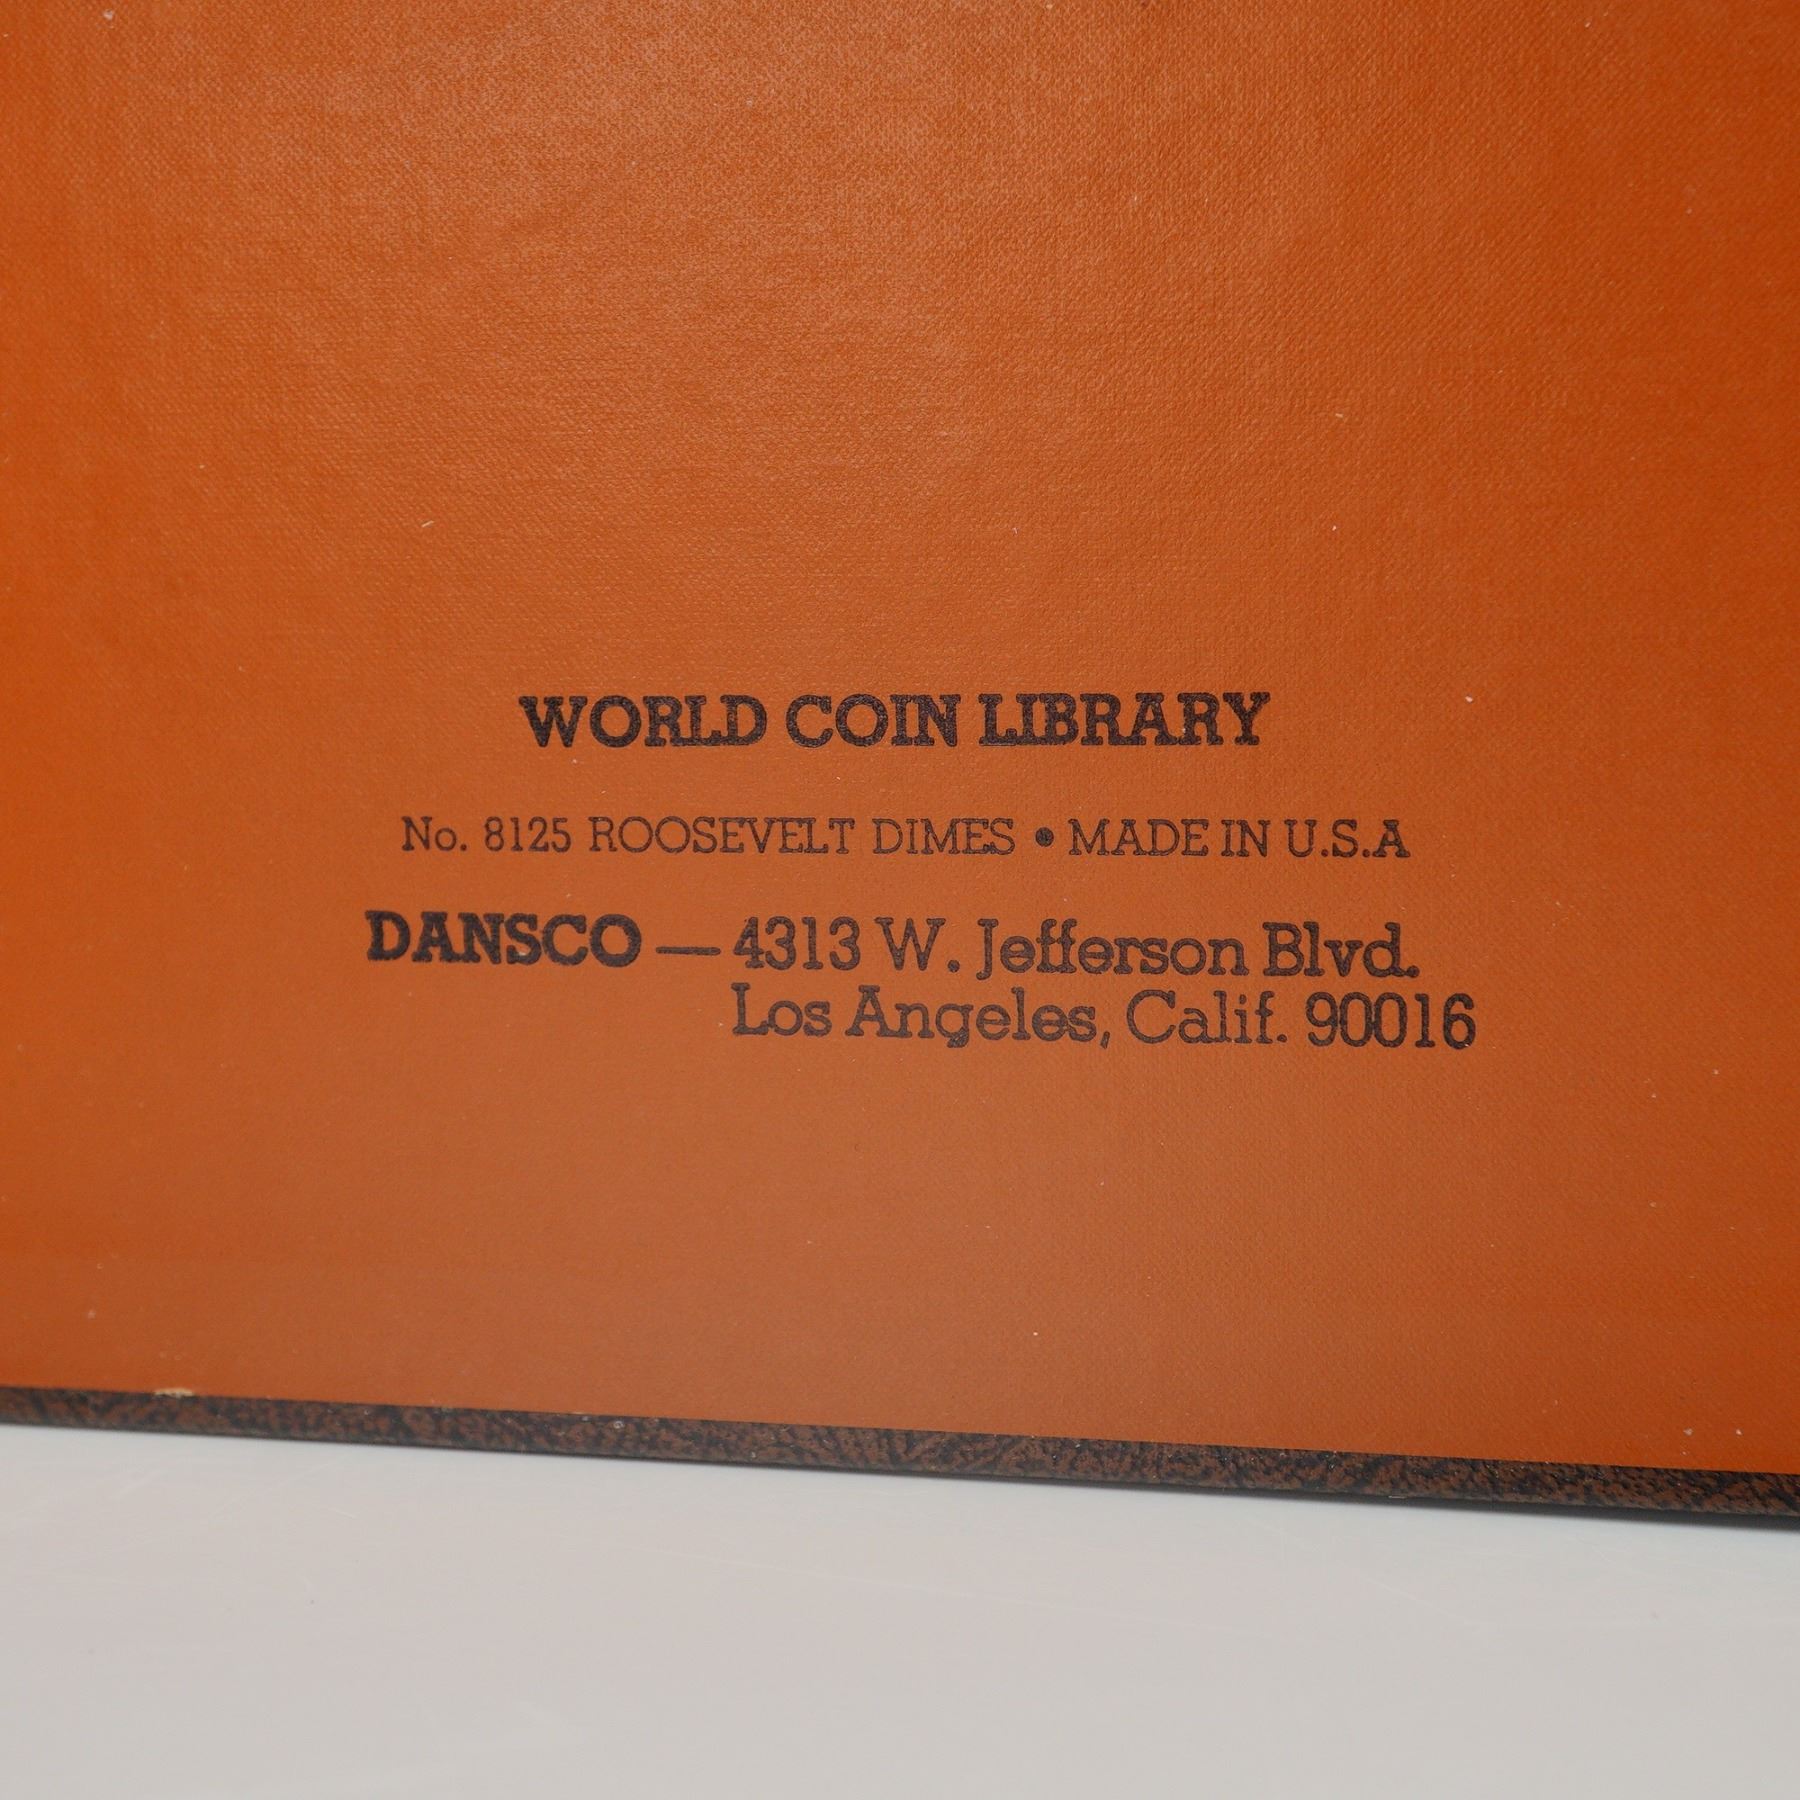 WORLD COIN LIBRARY
No. 8125 ROOSEVELT DIMES • MADE IN U.S.A
DANSCO — 4313 W. Jefferson Blvd.
Los Angeles, Calif. 90016